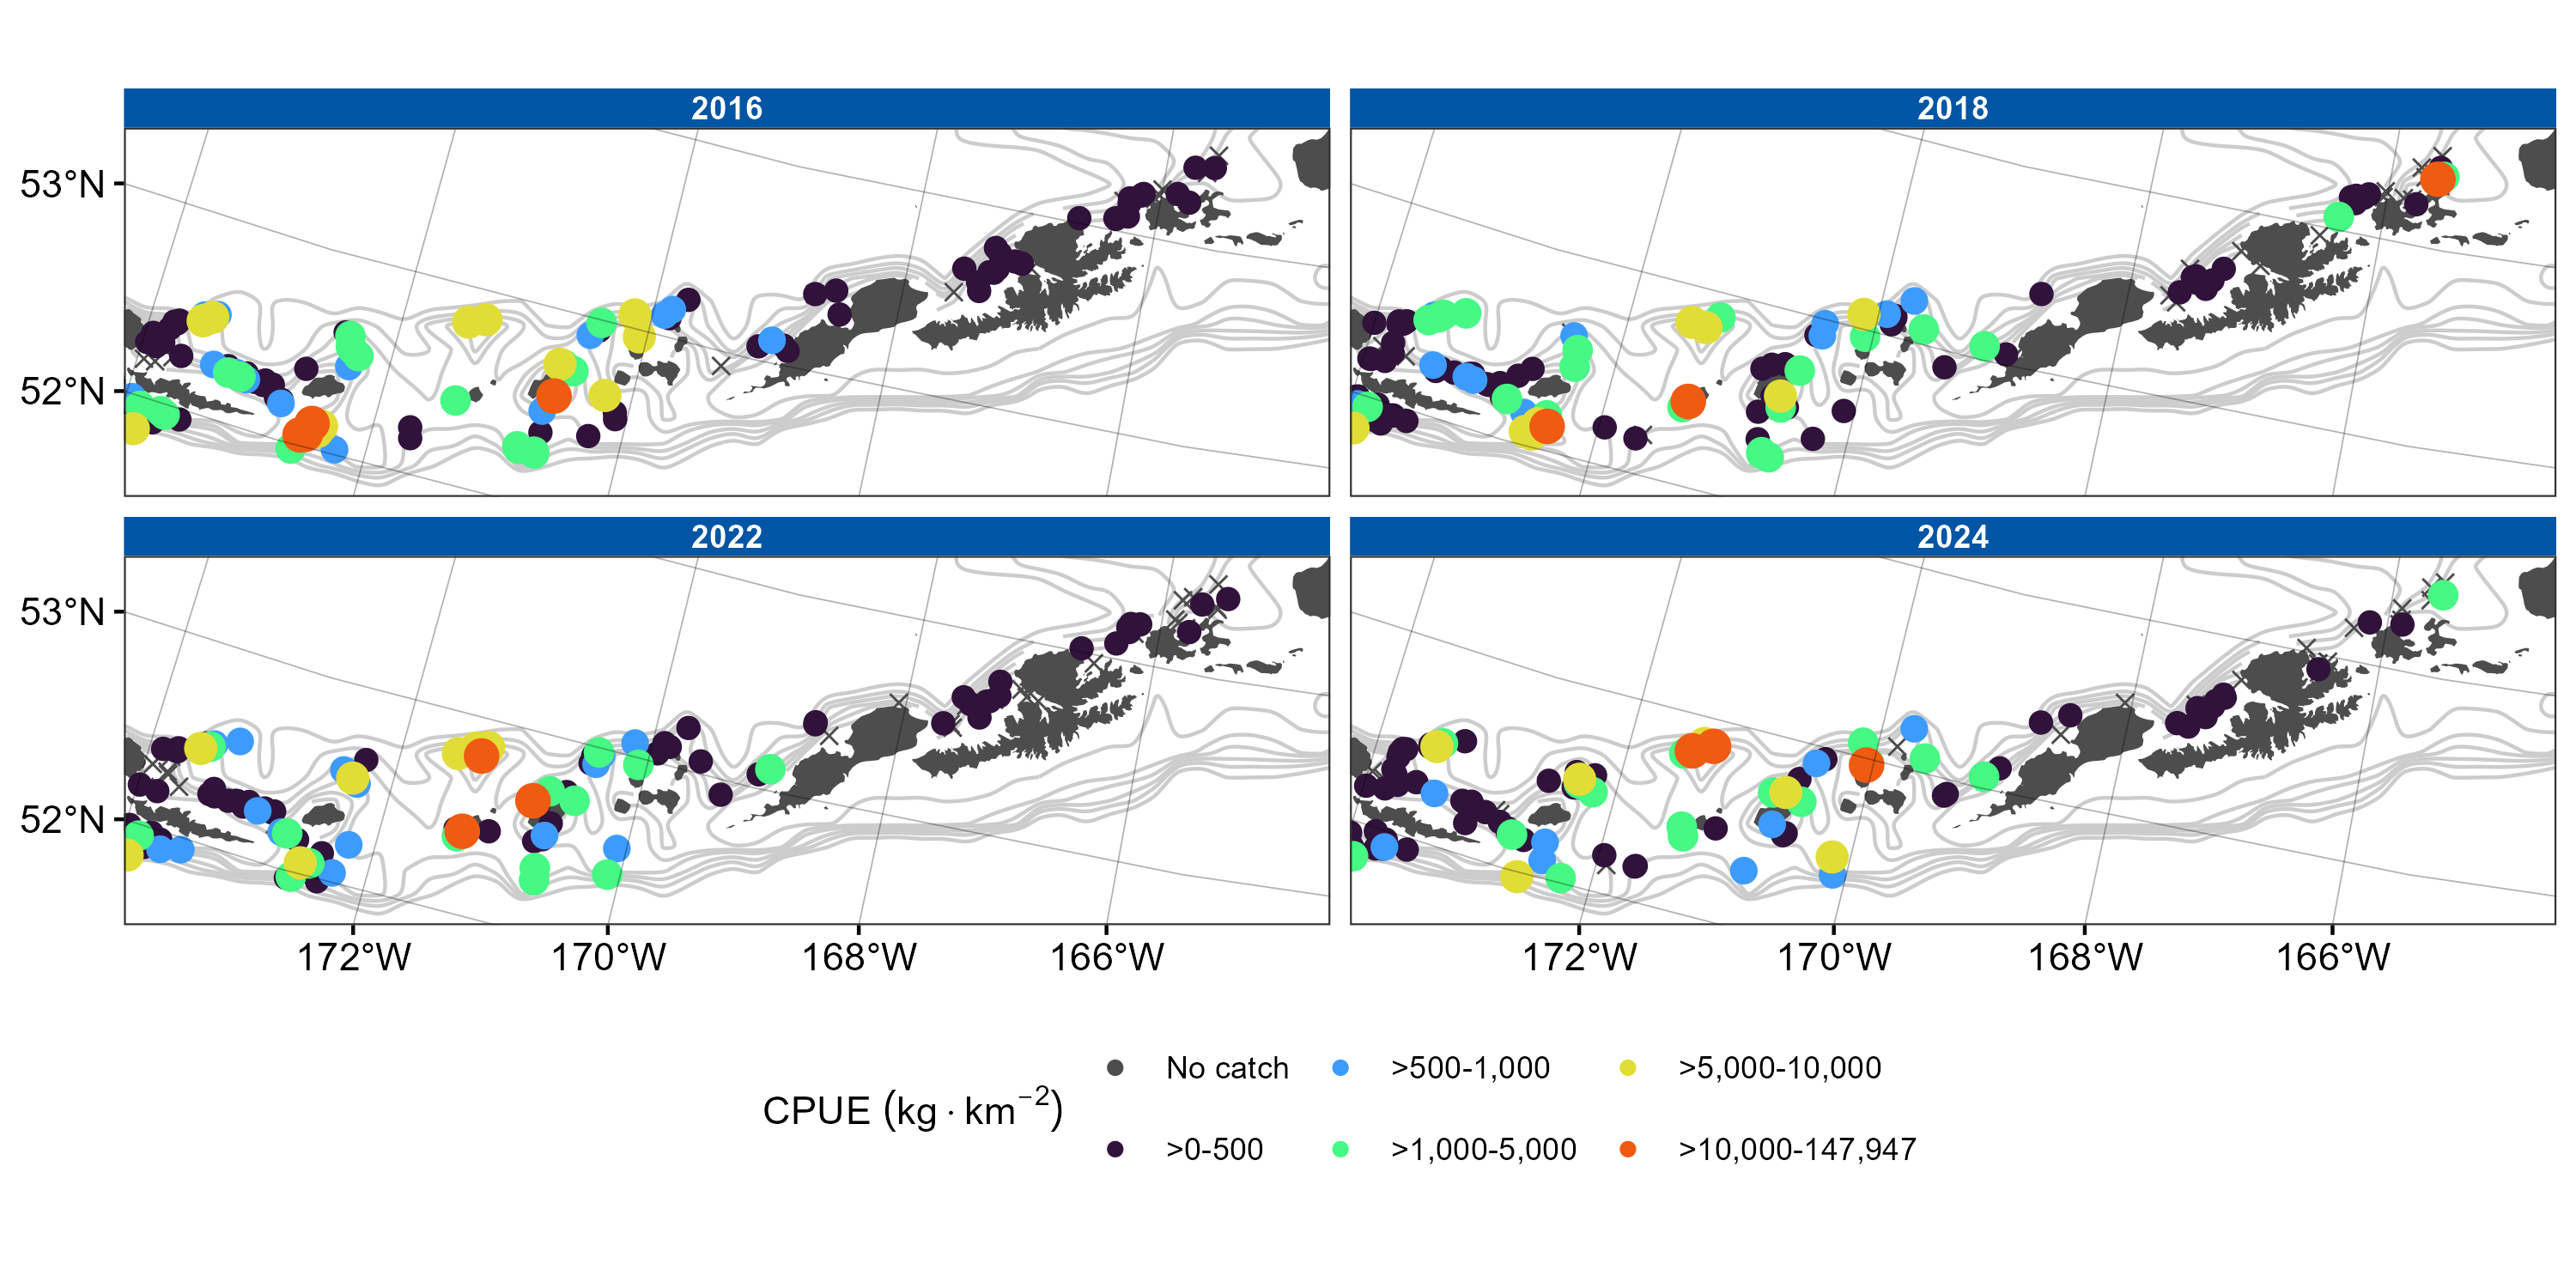 2016
2018
53°N
52°N
2022
2024
53°N
52°N
172°W 170°W 168°W 166°W 172°W 170°W 168°W 166°W
CPUE (kg · km⁻²)
No catch >500-1,000 >5,000-10,000
>0-500 >1,000-5,000 >10,000-147,947